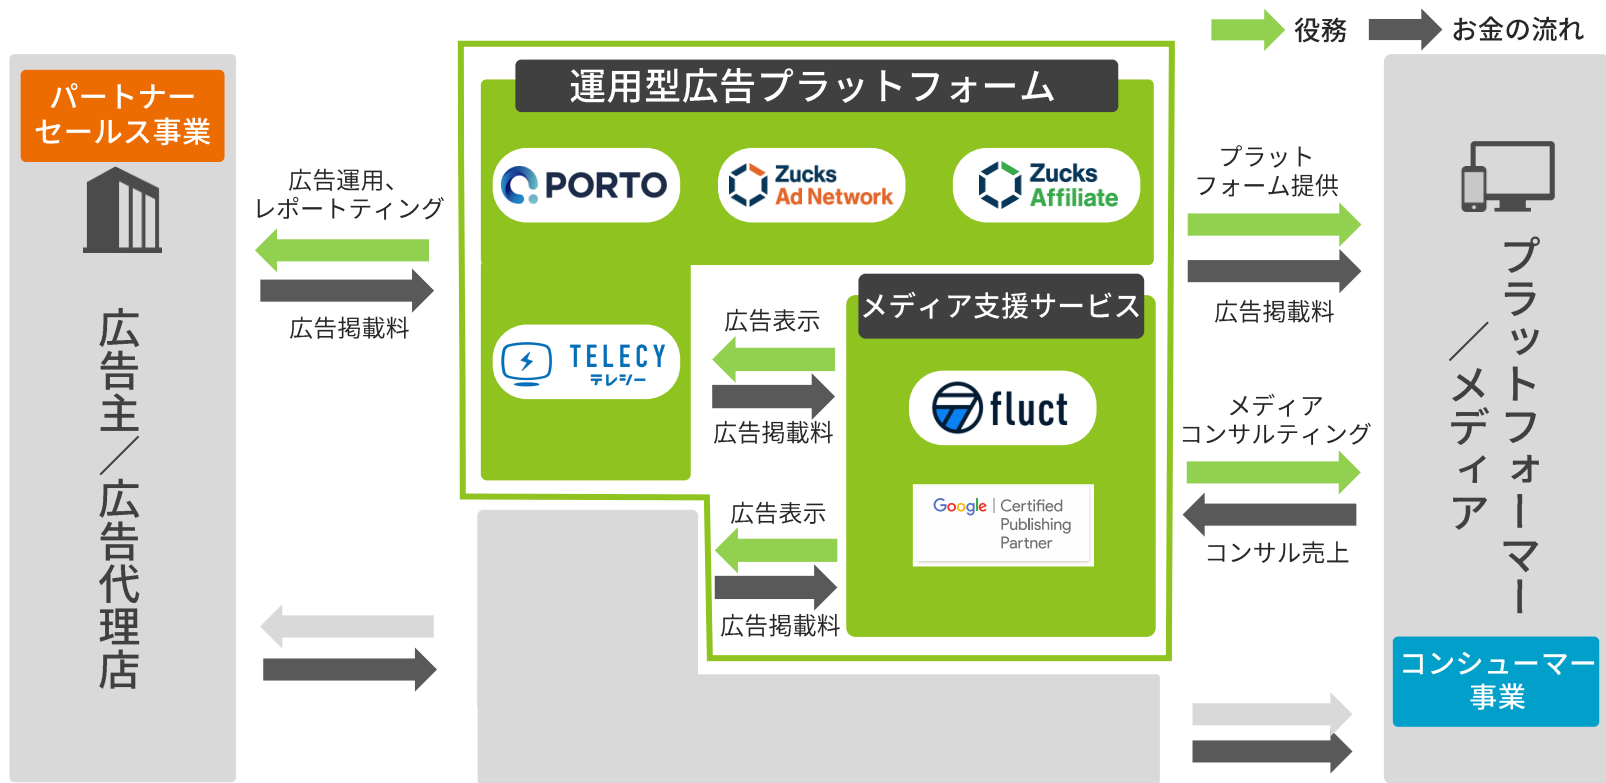 役務
お金の流れ
パートナー
セールス事業
広告主／広告代理店
広告運用、
レポートティング
広告掲載料
運用型広告プラットフォーム
PORTO
Zucks
Ad Network
Zucks
Affiliate
TELECY
テレシー
広告表示
広告掲載料
メディア支援サービス
fluct
Google
Certified
Publishing
Partner
広告表示
広告掲載料
プラット
フォーム提供
広告掲載料
メディア
コンサルティング
コンサル売上
プラットフォーマー
／メディア
コンシューマー
事業